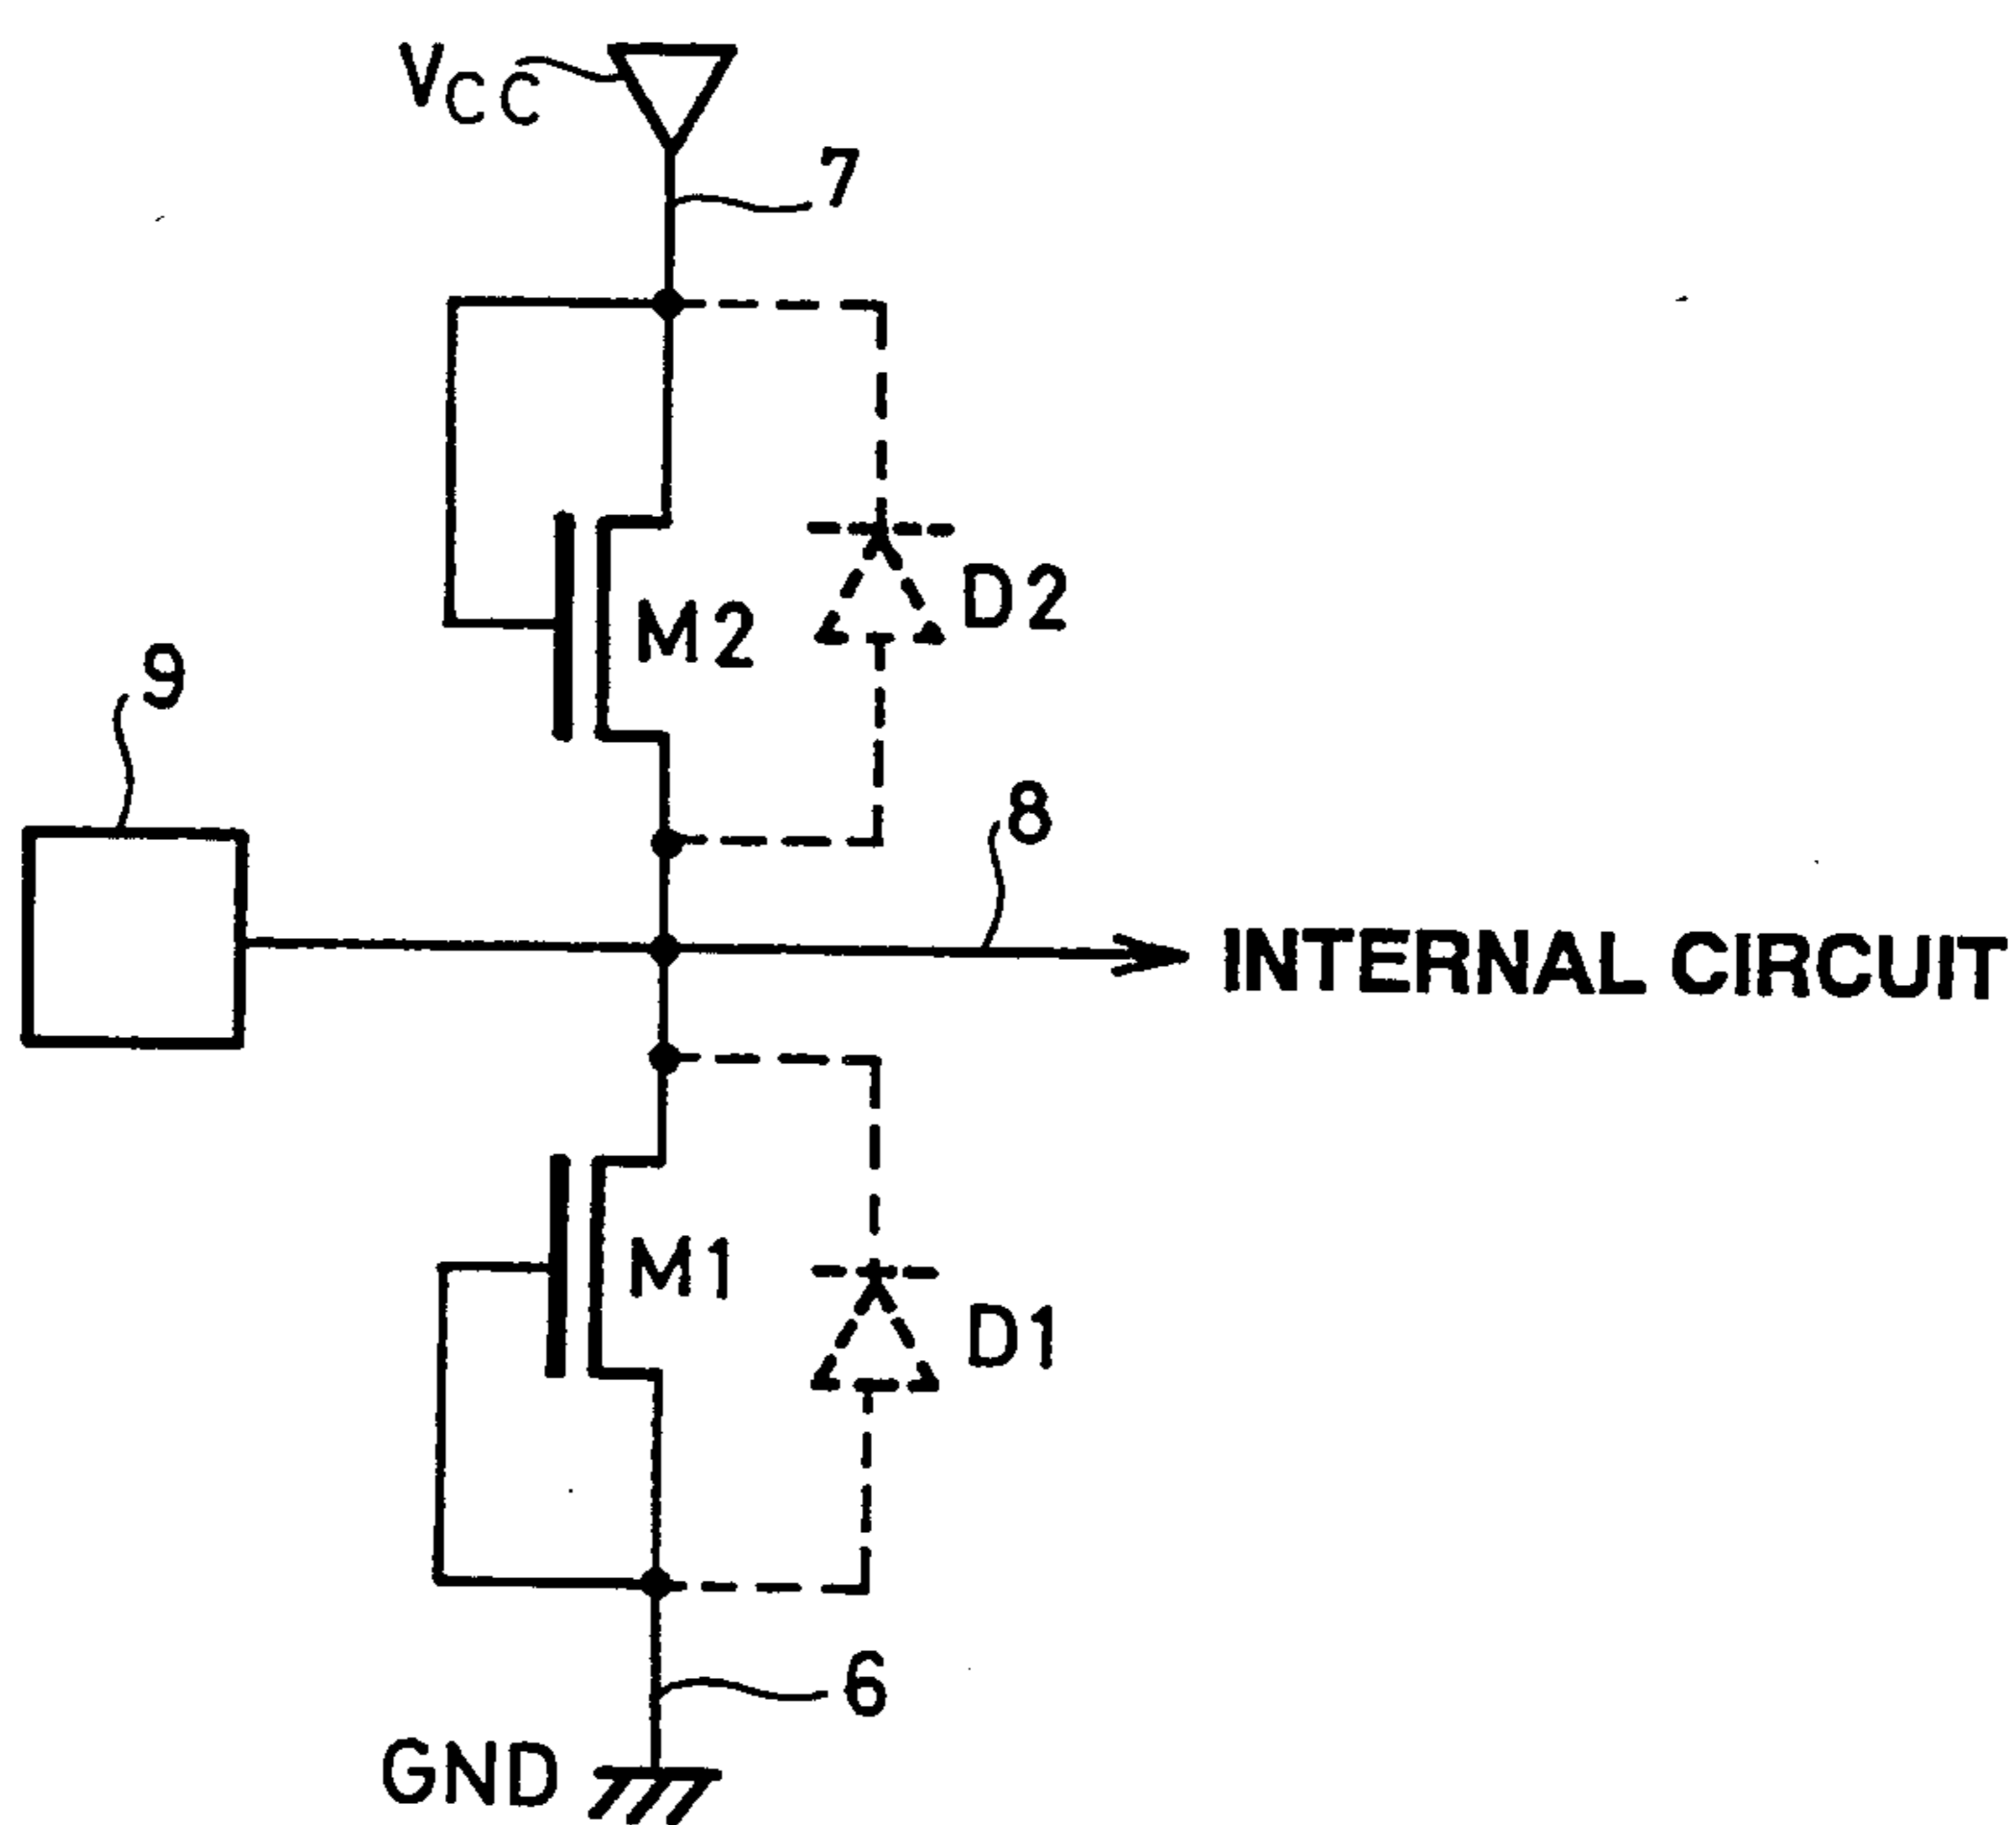 VCC
7
M2
D2
9
8
INTERNAL CIRCUIT
M1
D1
6
GND